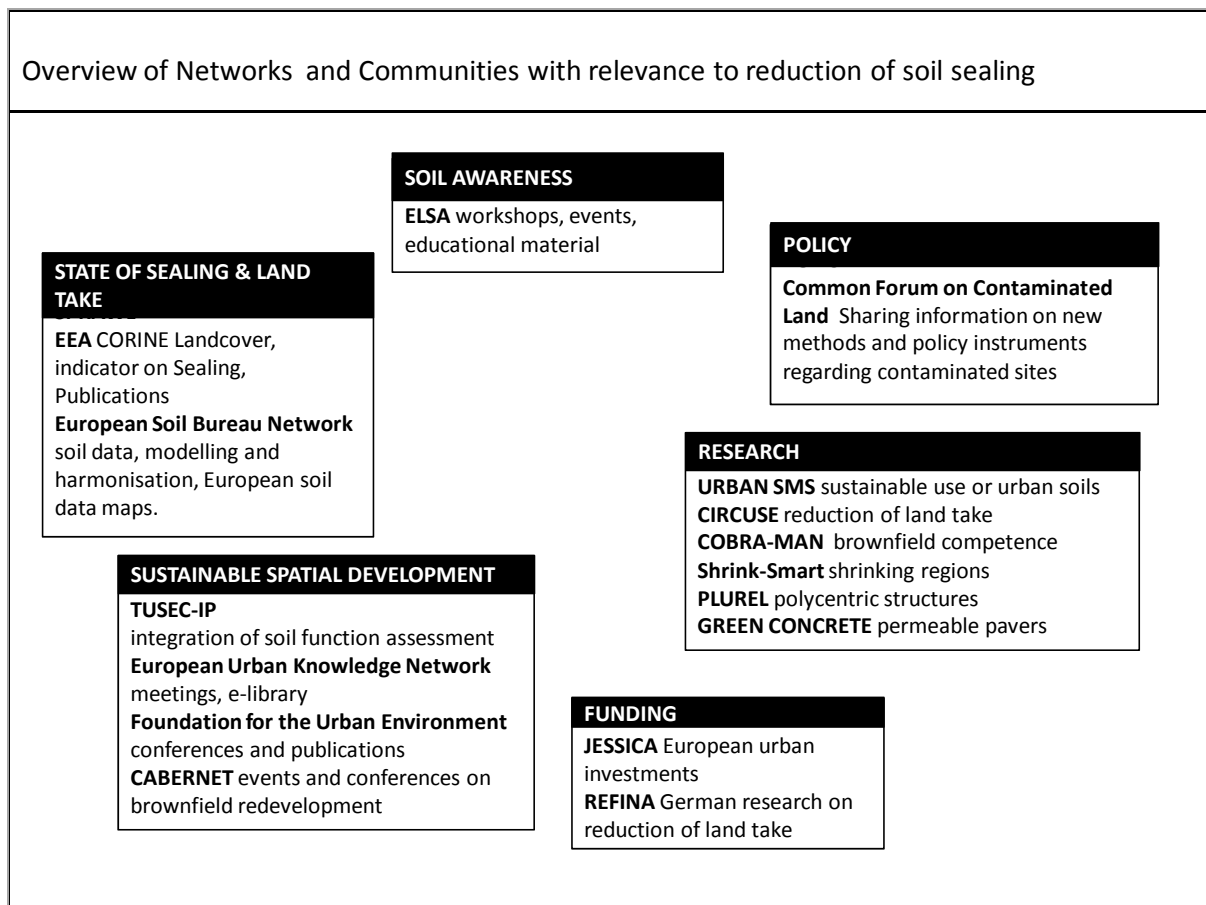 Overview of Networks and Communities with relevance to reduction of soil sealing
SOIL AWARENESS
ELSA workshops, events,
educational material
POLICY
Common Forum on Contaminated
Land Sharing information on new
methods and policy instruments
regarding contaminated sites
STATE OF SEALING & LAND
TAKE
EEA CORINE Landcover,
indicator on Sealing,
Publications
European Soil Bureau Network
soil data, modelling and
harmonisation, European soil
data maps.
RESEARCH
URBAN SMS sustainable use or urban soils
CIRCUSE reduction of land take
COBRA-MAN brownfield competence
Shrink-Smart shrinking regions
PLUREL polycentric structures
GREEN CONCRETE permeable pavers
SUSTAINABLE SPATIAL DEVELOPMENT
TUSEC-IP
integration of soil function assessment
European Urban Knowledge Network
meetings, e-library
Foundation for the Urban Environment
conferences and publications
CABERNET events and conferences on
brownfield redevelopment
FUNDING
JESSICA European urban
investments
REFINA German research on
reduction of land take